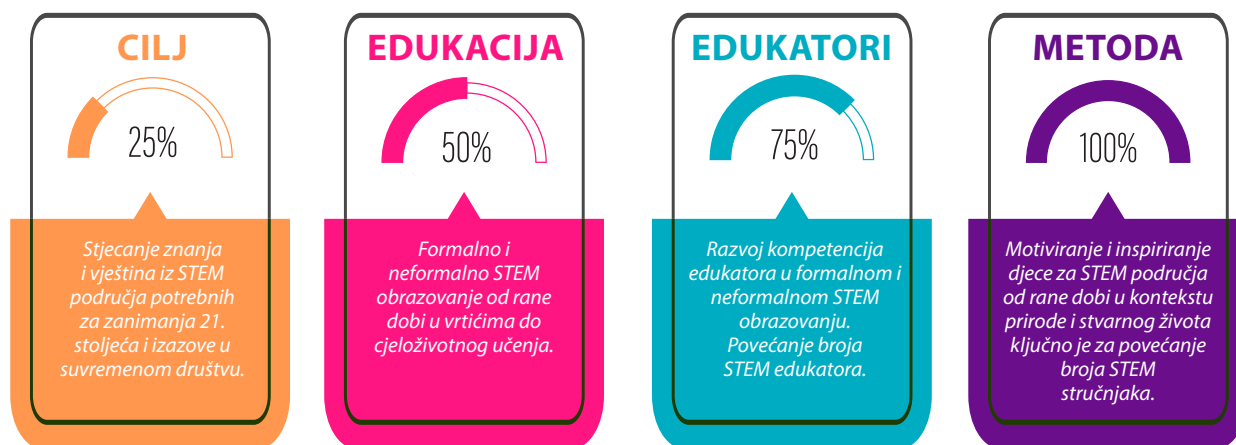 CILJ
25%
Stjecanje znanja
i vještina iz STEM
područja potrebnih
za zanimanja 21.
stoljeća i izazove u
suvremenom društvu.
EDUKACIJA
50%
Formalno i
neformalno STEM
obrazovanje od rane
dobi u vrtićima do
cjeloživotnog učenja.
EDUKATORI
75%
Razvoj kompetencija
edukatora u formalnom i
neformalnom STEM
obrazovanju.
Povećanje broja
STEM edukatora.
METODA
100%
Motiviranje i inspiriranje
djece za STEM područja
od rane dobi u kontekstu
prirode i stvarnog života
ključno je za povećanje
broja STEM
stručnjaka.